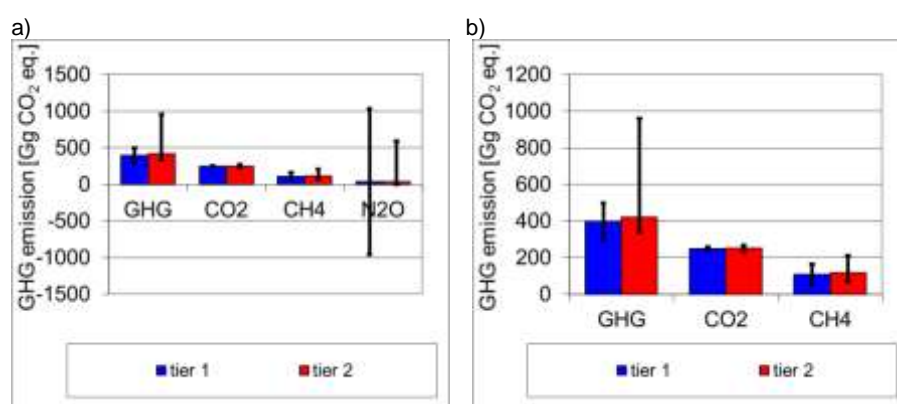 a)
GHG emission [Gg CO₂ eq.]
1500
1000
500
0
-500
-1000
-1500
GHG CO2 CH4 N2O
tier 1 tier 2
b)
GHG emission [Gg CO₂ eq.]
1200
1000
800
600
400
200
0
GHG CO2 CH4
tier 1 tier 2